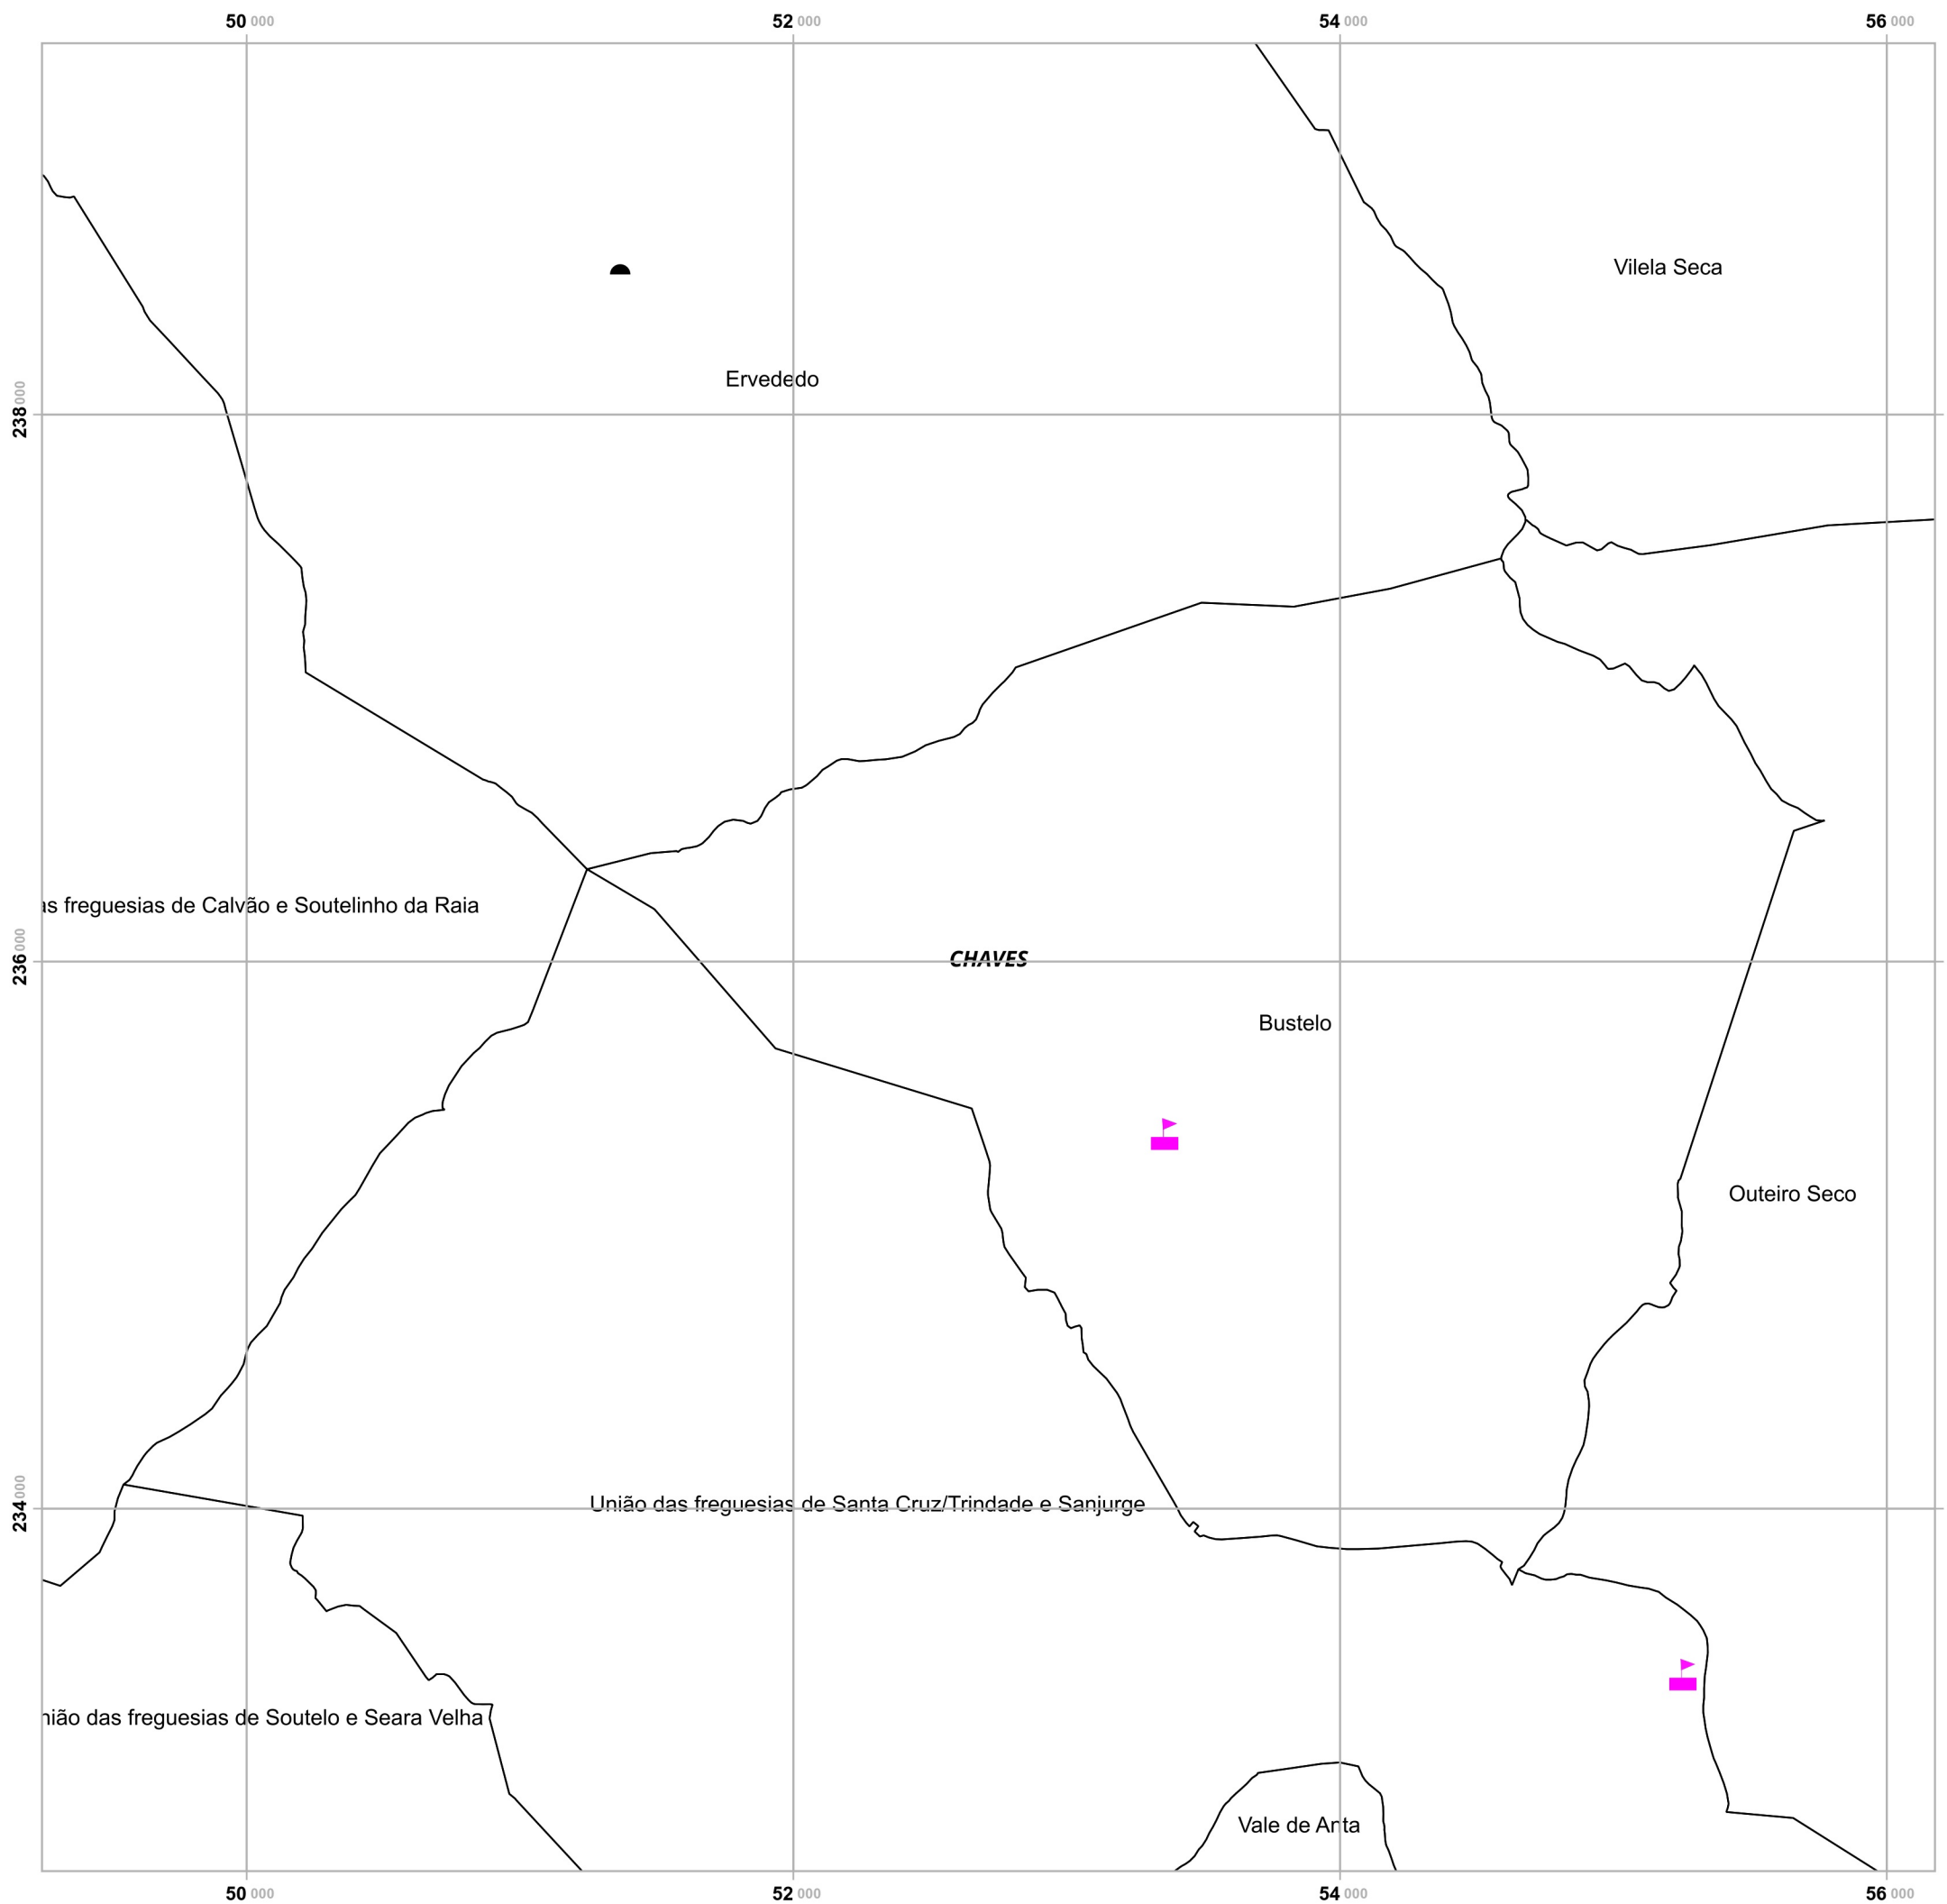 50 000 52 000 54 000 56 000
Vilela Seca
Ervededo
238 000
as freguesias de Calvão e Soutelinho da Raia
236 000
CHAVES
Bustelo
Outeiro Seco
234 000
União das freguesias de Santa Cruz/Trindade e Sanjurge
nião das freguesias de Soutelo e Seara Velha
Vale de Anta
50 000 52 000 54 000 56 000